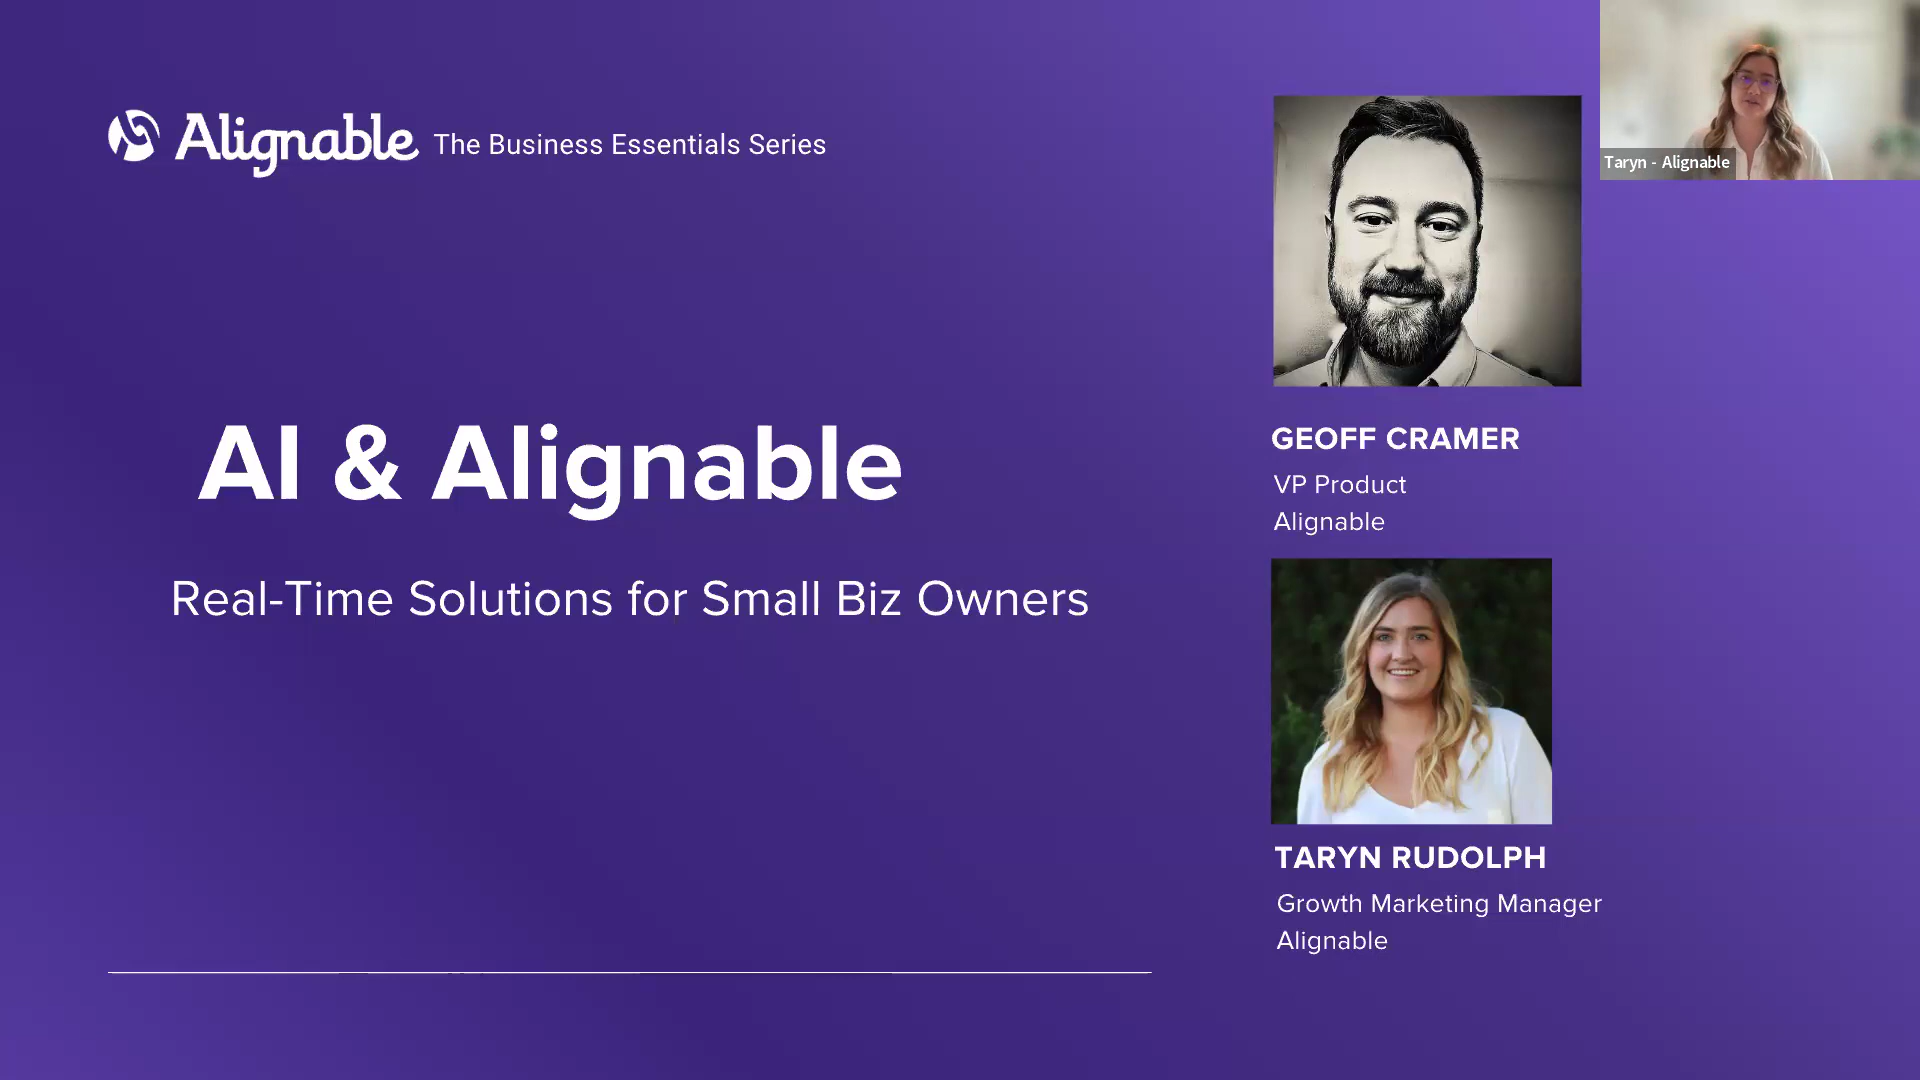 Alignable The Business Essentials Series
AI & Alignable
Real-Time Solutions for Small Biz Owners
GEOFF CRAMER
VP Product
Alignable
TARYN RUDOLPH
Growth Marketing Manager
Alignable
Taryn - Alignable